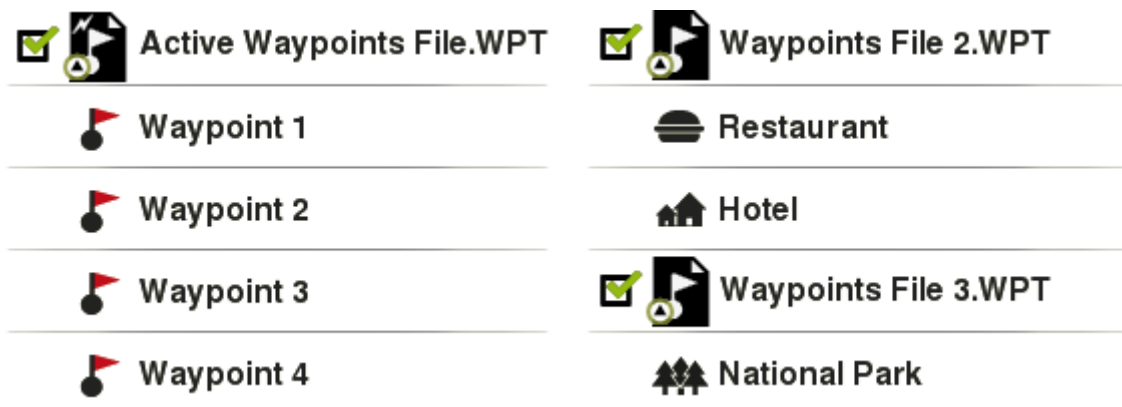 Active Waypoints File.WPT
Waypoint 1
Waypoint 2
Waypoint 3
Waypoint 4
Waypoints File 2.WPT
Restaurant
Hotel
Waypoints File 3.WPT
National Park